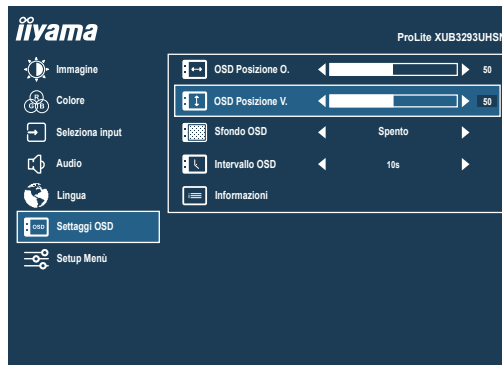 iiyama
ProLite XUB3293UHSN
Immagine
Colore
Seleziona input
Audio
Lingua
Settaggi OSD
Setup Menù
OSD Posizione O. 50
OSD Posizione V. 50
Sfondo OSD Spento
Intervallo OSD 10s
Informazioni
R
G B
OSD